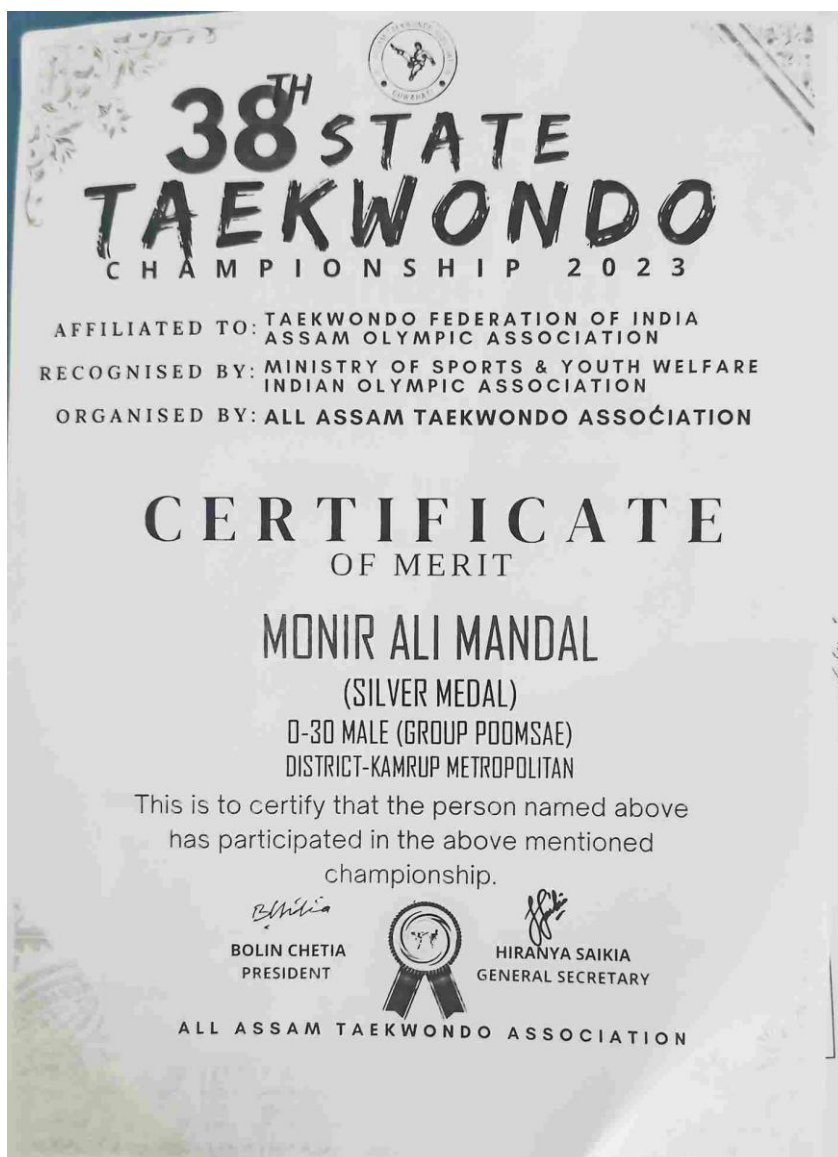 GUWAHATI
38TH STATE
TAEKWONDO
CHAMPIONSHIP 2023
AFFILIATED TO: TAEKWONDO FEDERATION OF INDIA
ASSAM OLYMPIC ASSOCIATION
RECOGNISED BY: MINISTRY OF SPORTS & YOUTH WELFARE
INDIAN OLYMPIC ASSOCIATION
ORGANISED BY: ALL ASSAM TAEKWONDO ASSOCIATION
CERTIFICATE
OF MERIT
MONIR ALI MANDAL
(SILVER MEDAL)
O-30 MALE (GROUP POOMSAE)
DISTRICT-KAMRUP METROPOLITAN
This is to certify that the person named above
has participated in the above mentioned
championship.
BOLIN CHETIA HIRANYA SAIKIA
PRESIDENT GENERAL SECRETARY
ALL ASSAM TAEKWONDO ASSOCIATION